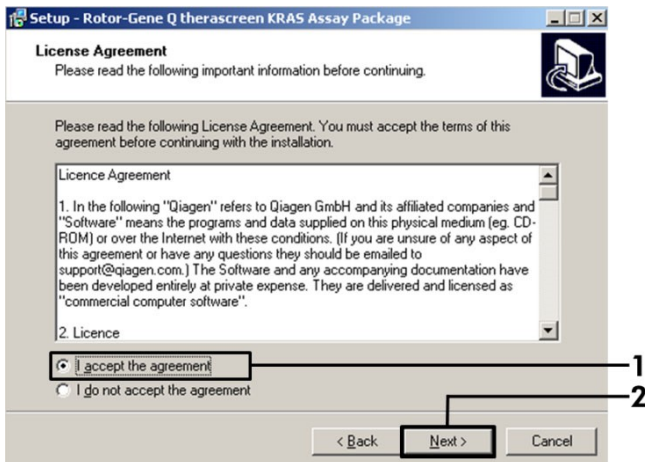 Setup - Rotor-Gene Q therascreen KRAS Assay Package
License Agreement
Please read the following important information before continuing.
Please read the following License Agreement. You must accept the terms of this
agreement before continuing with the installation.
Licence Agreement
1. In the following "Qiagen" refers to Qiagen GmbH and its affiliated companies and
"Software" means the programs and data supplied on this physical medium (eg. CD-
ROM) or over the Internet with these conditions. (If you are unsure of any aspect of
this agreement or have any questions they should be emailed to
support@qiagen.com.) The Software and any accompanying documentation have
been developed entirely at private expense. They are delivered and licensed as
"commercial computer software".
2. Licence
I accept the agreement
1
I do not accept the agreement
2
< Back
Next >
Cancel